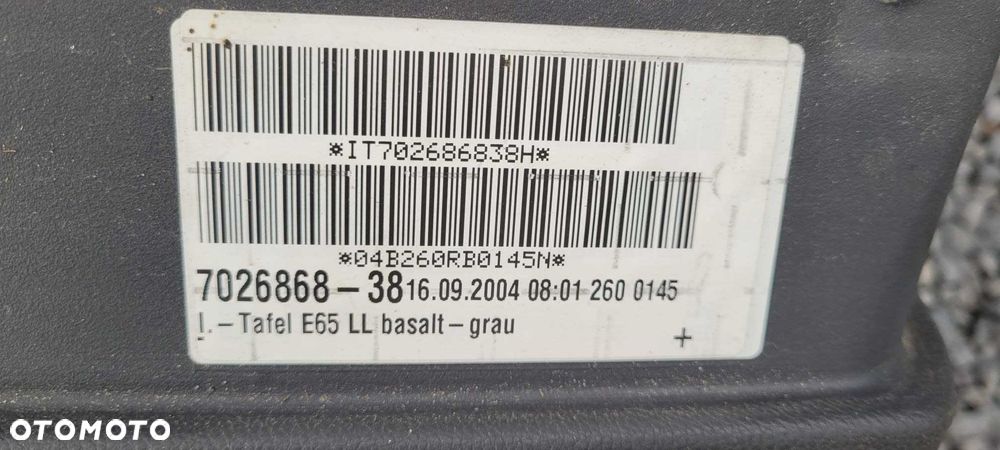 *IT702686838H*
*04B260RB0145N*
7026868-38 16.09.2004 08:01 260 0145
I.-Tafel E65 LL basalt-grau
- +
OTOMOTO